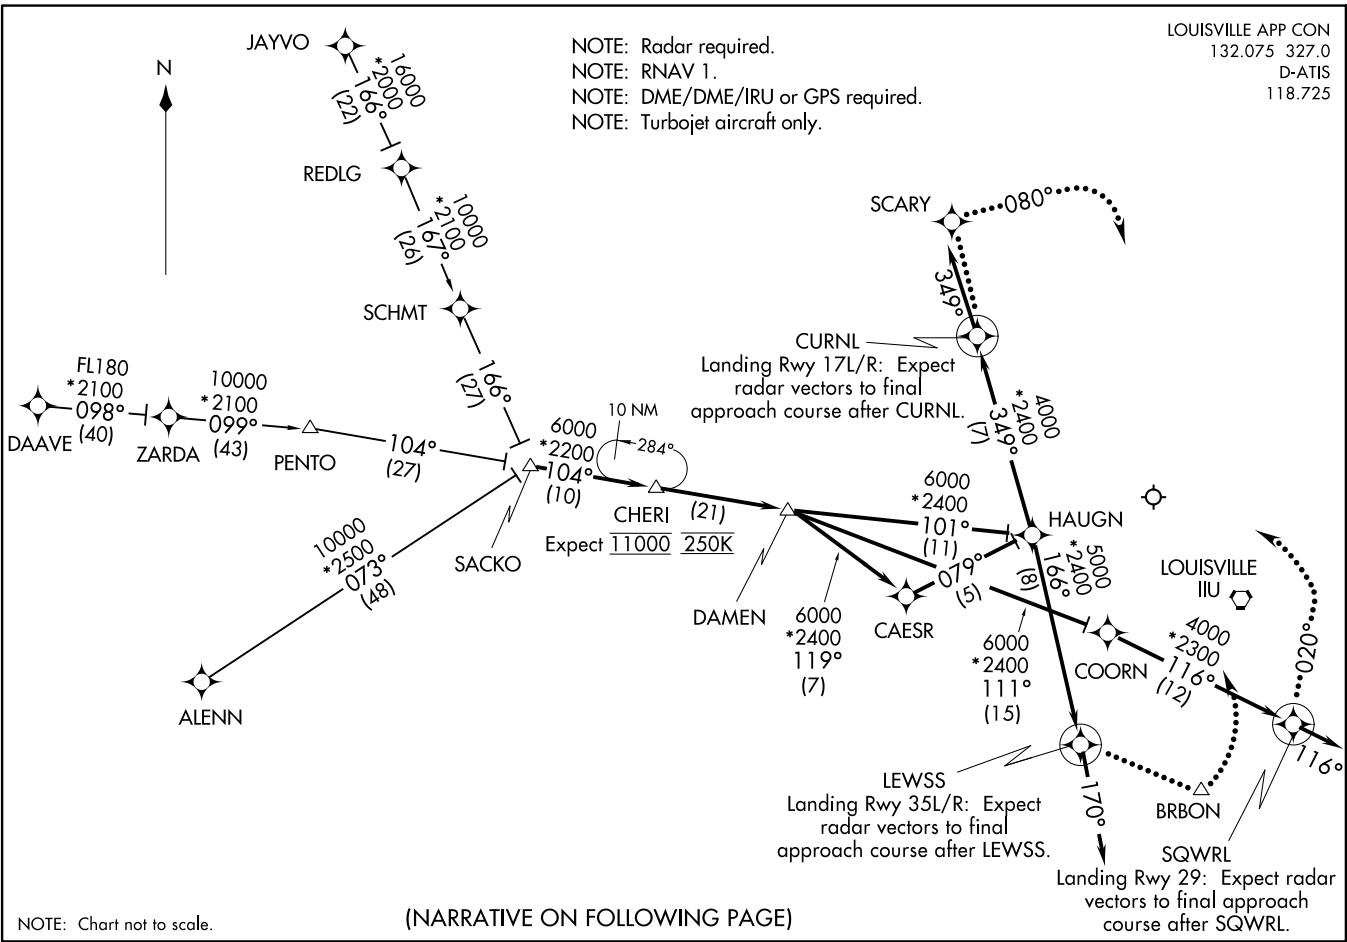 LOUISVILLE APP CON
132.075 327.0
D-ATIS
118.725
NOTE: Radar required.
NOTE: RNAV 1.
NOTE: DME/DME/IRU or GPS required.
NOTE: Turbojet aircraft only.
N
JAYVO
16000
*2000
166°
(22)
REDLG
10000
*2100
167°
(26)
SCHMT
166°
(27)
DAAVE
FL180
*2100
098°
(40)
ZARDA
10000
*2100
099°
(43)
PENTO
104°
(27)
ALENN
10000
*2500
073°
(48)
SACKO
6000
*2200
104°
(10)
10 NM
284°
CHERI
Expect 11000 250K
(21)
DAMEN
6000
*2400
101°
(11)
6000
*2400
119°
(7)
CAESR
079°
(5)
6000
*2400
111°
(15)
HAUGN
4000
*2400
349°
(7)
CURNL
Landing Rwy 17L/R: Expect
radar vectors to final
approach course after CURNL.
349°
SCARY
080°
5000
*2400
166°
(8)
LEWSS
Landing Rwy 35L/R: Expect
radar vectors to final
approach course after LEWSS.
170°
BRBON
LOUISVILLE
IIU
COORN
4000
*2300
116°
(12)
020°
116°
SQWRL
Landing Rwy 29: Expect radar
vectors to final approach
course after SQWRL.
NOTE: Chart not to scale.
(NARRATIVE ON FOLLOWING PAGE)